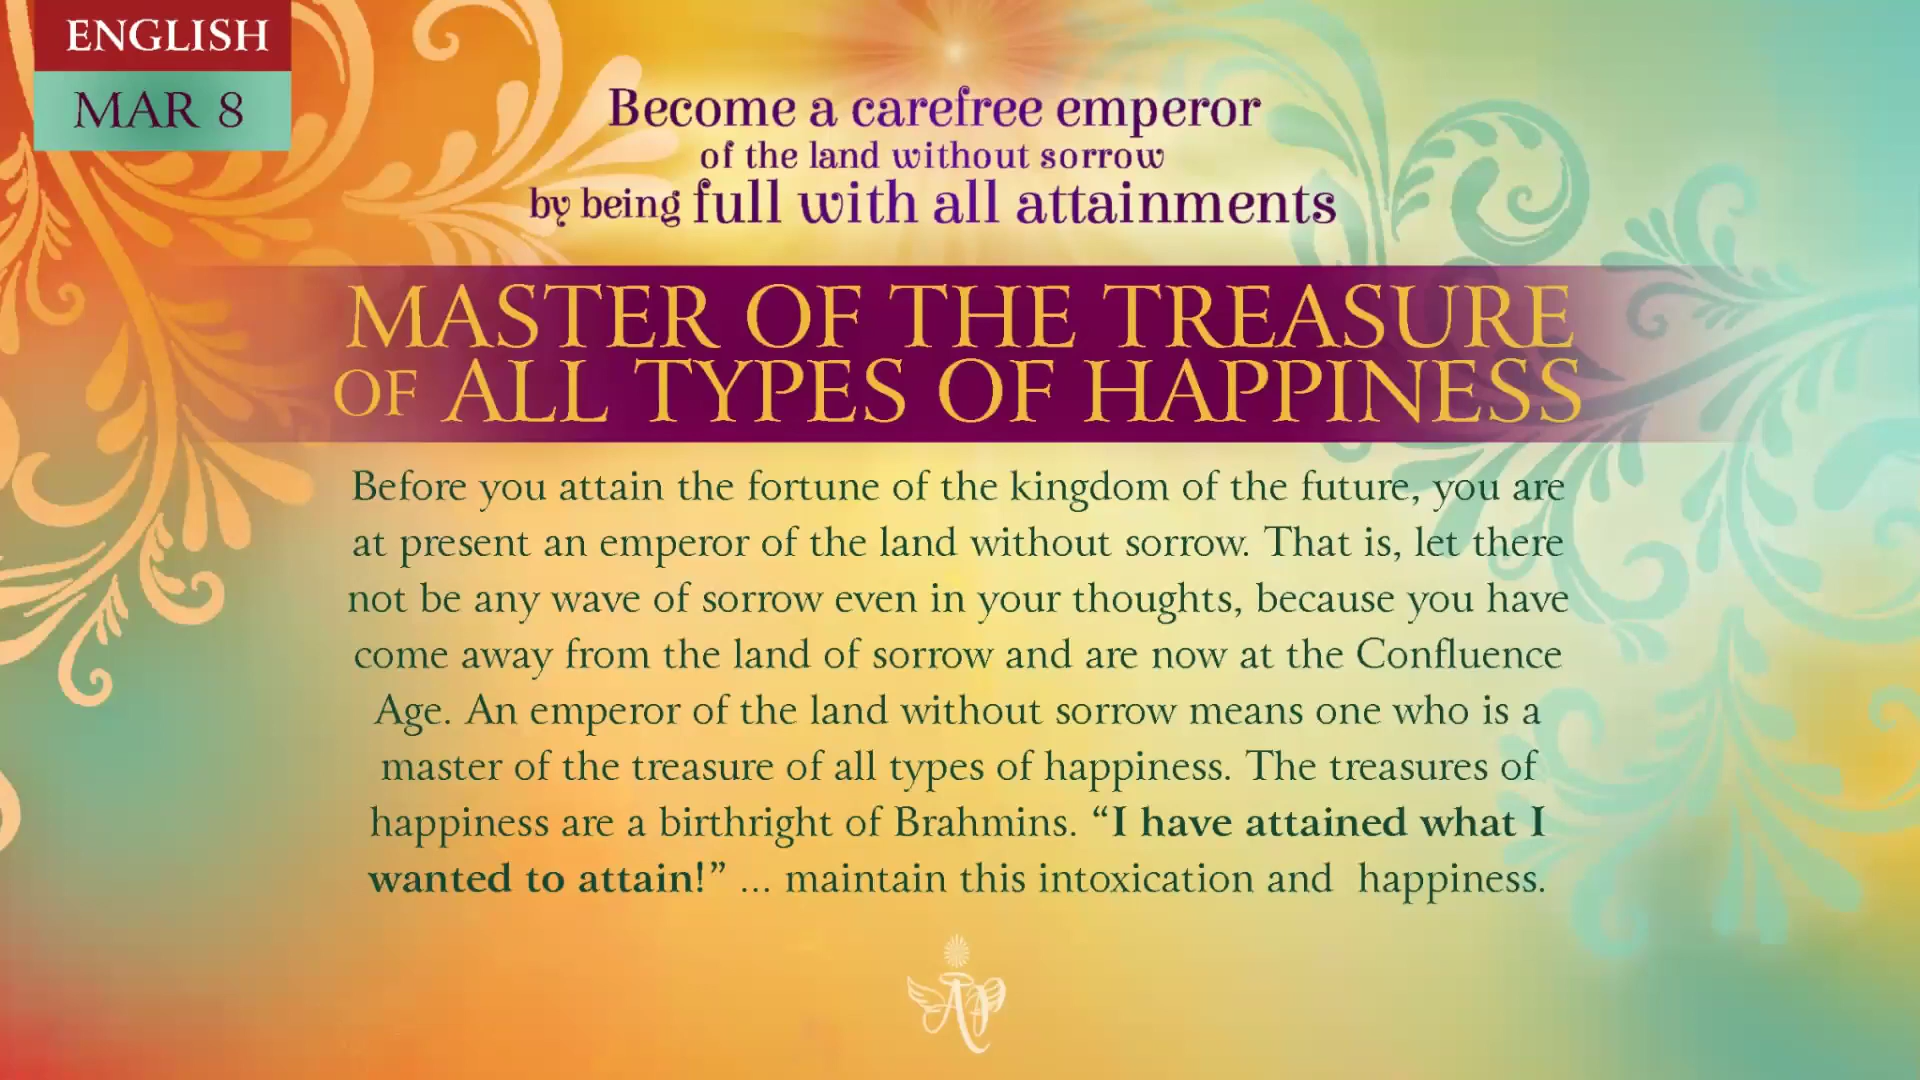 ENGLISH
MAR 8
Become a carefree emperor
of the land without sorrow
by being full with all attainments
MASTER OF THE TREASURE
OF ALL TYPES OF HAPPINESS
Before you attain the fortune of the kingdom of the future, you are
at present an emperor of the land without sorrow. That is, let there
not be any wave of sorrow even in your thoughts, because you have
come away from the land of sorrow and are now at the Confluence
Age. An emperor of the land without sorrow means one who is a
master of the treasure of all types of happiness. The treasures of
happiness are a birthright of Brahmins. “I have attained what I
wanted to attain!” ... maintain this intoxication and happiness.
AP